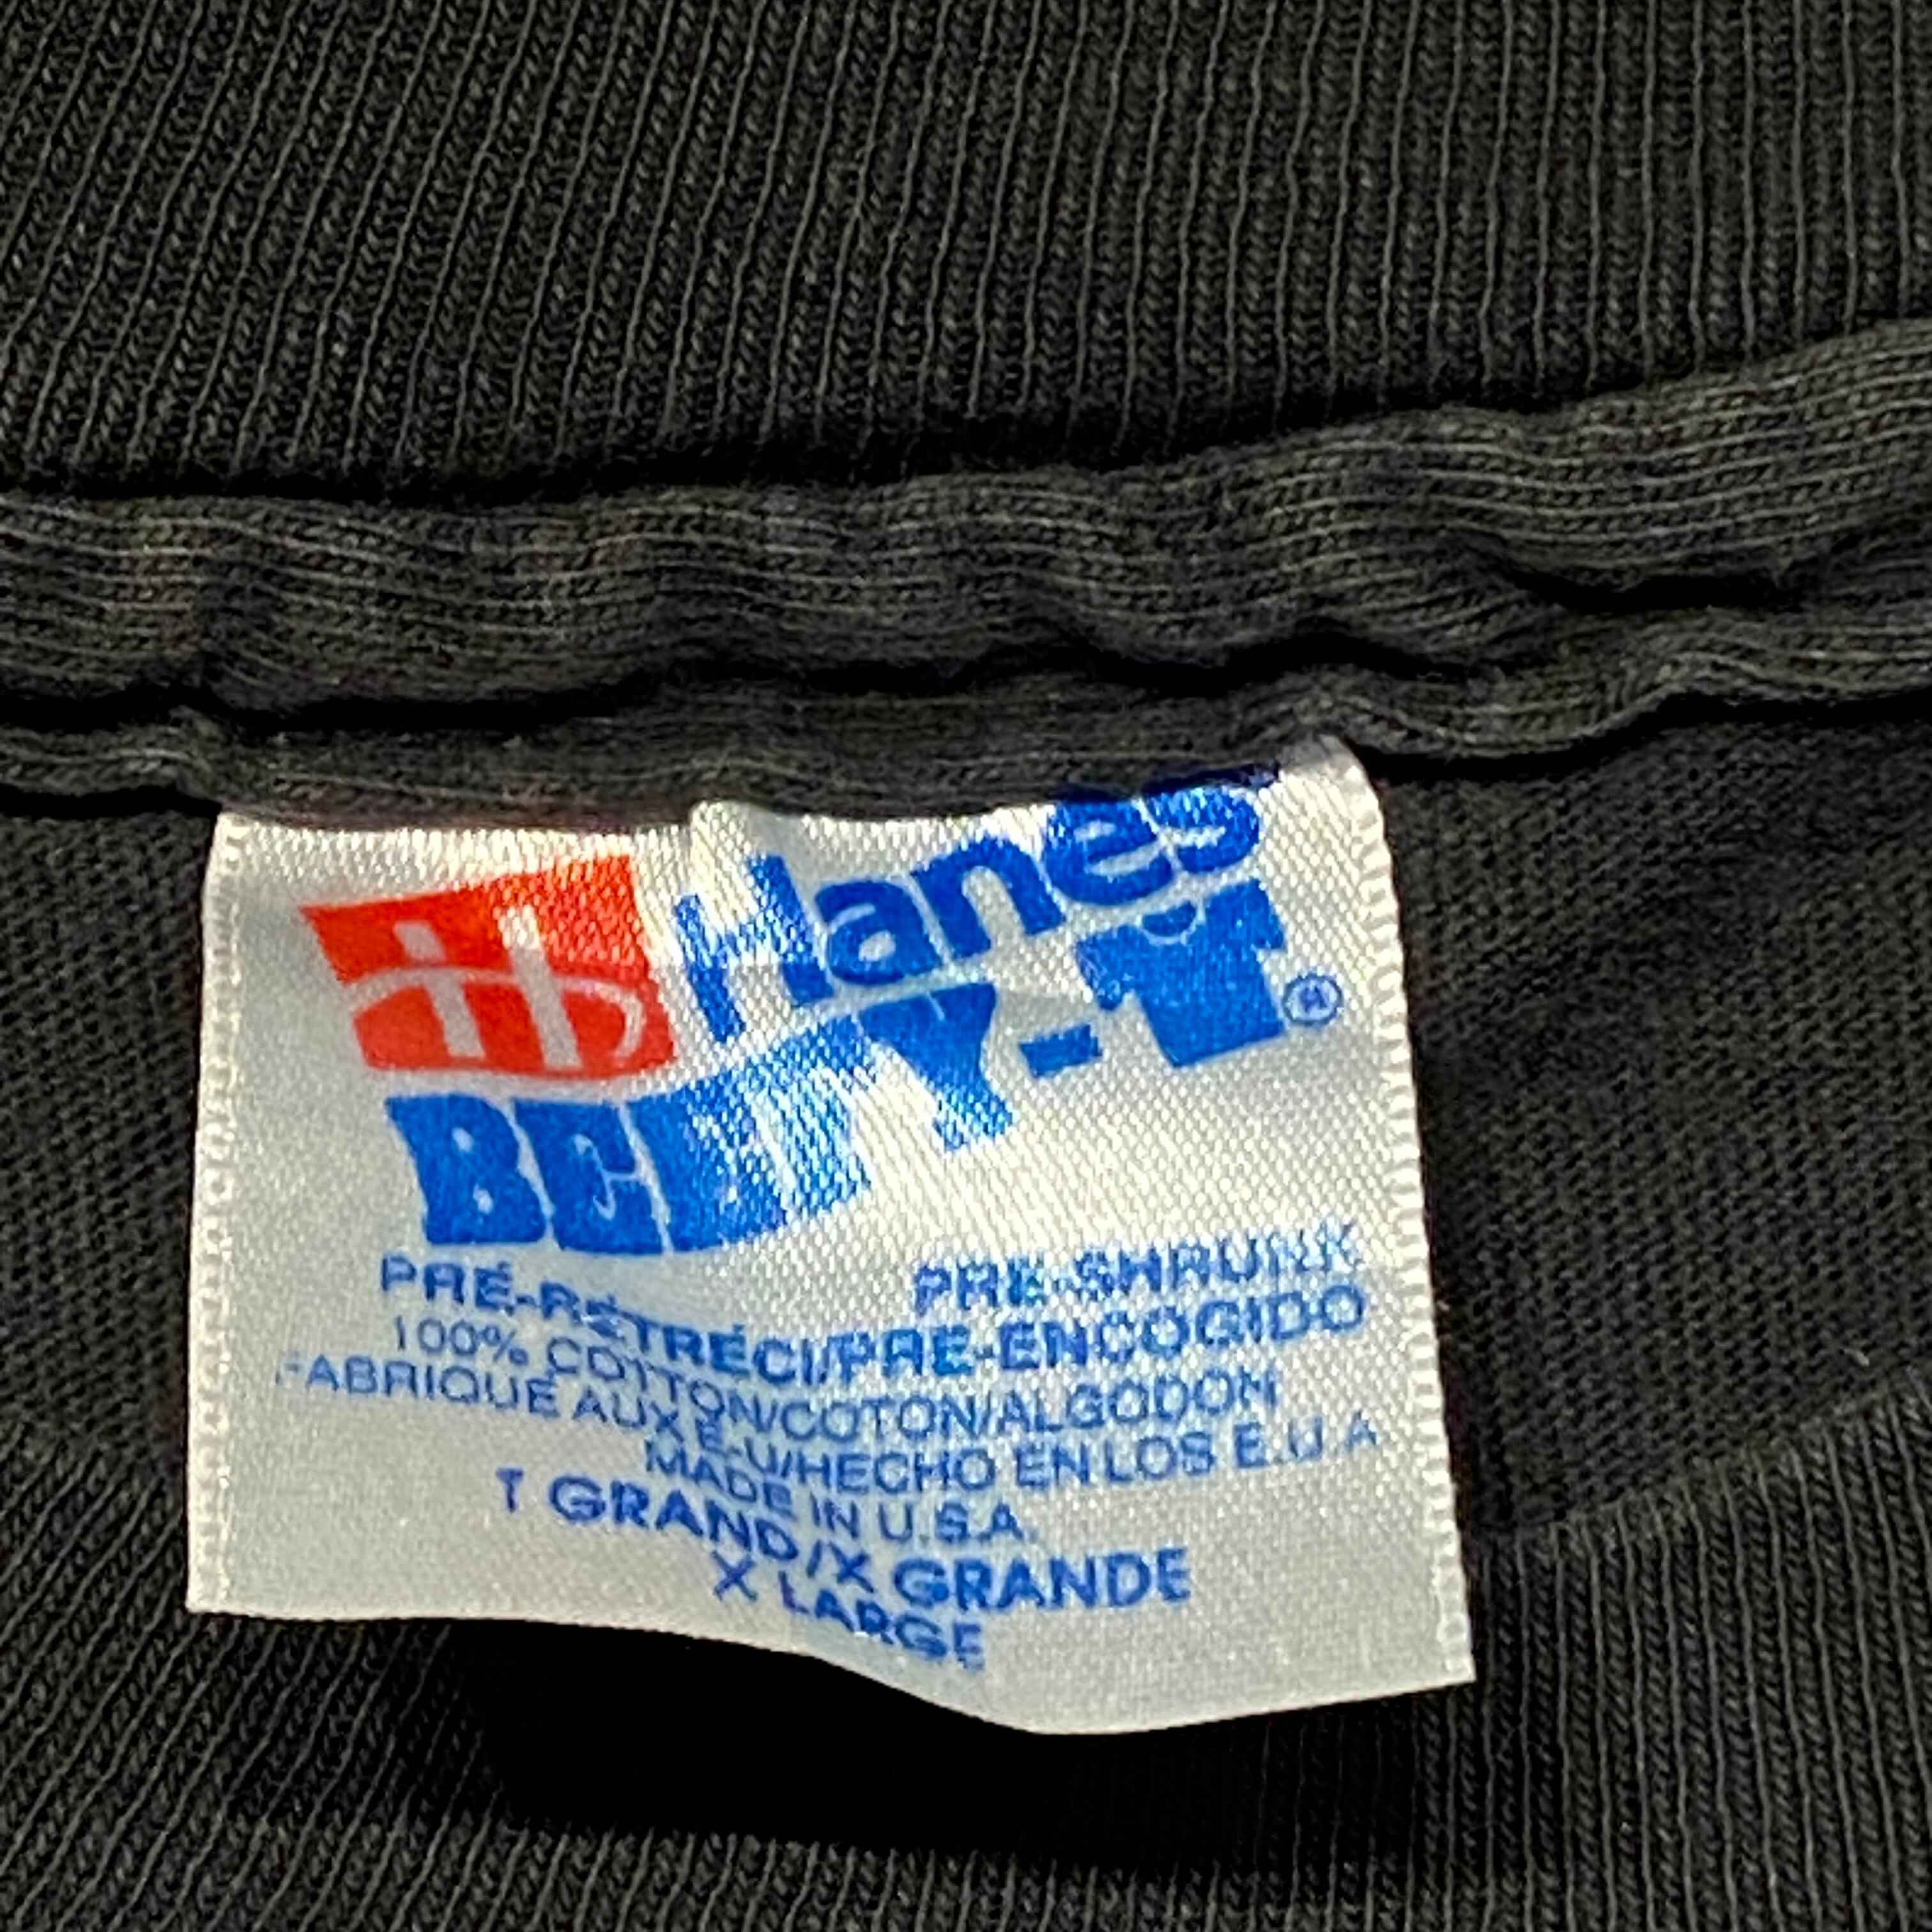 Hanes
BEEFY-T®
PRE-SHRUNK
PRÉ-RÉTRÉCI/PRE-ENCOGIDO
100% COTTON/COTON/ALGODON
FABRIQUÉ AUX É-U/HECHO EN LOS E.U.A
MADE IN U.S.A.
T GRAND/X GRANDE
X LARGE